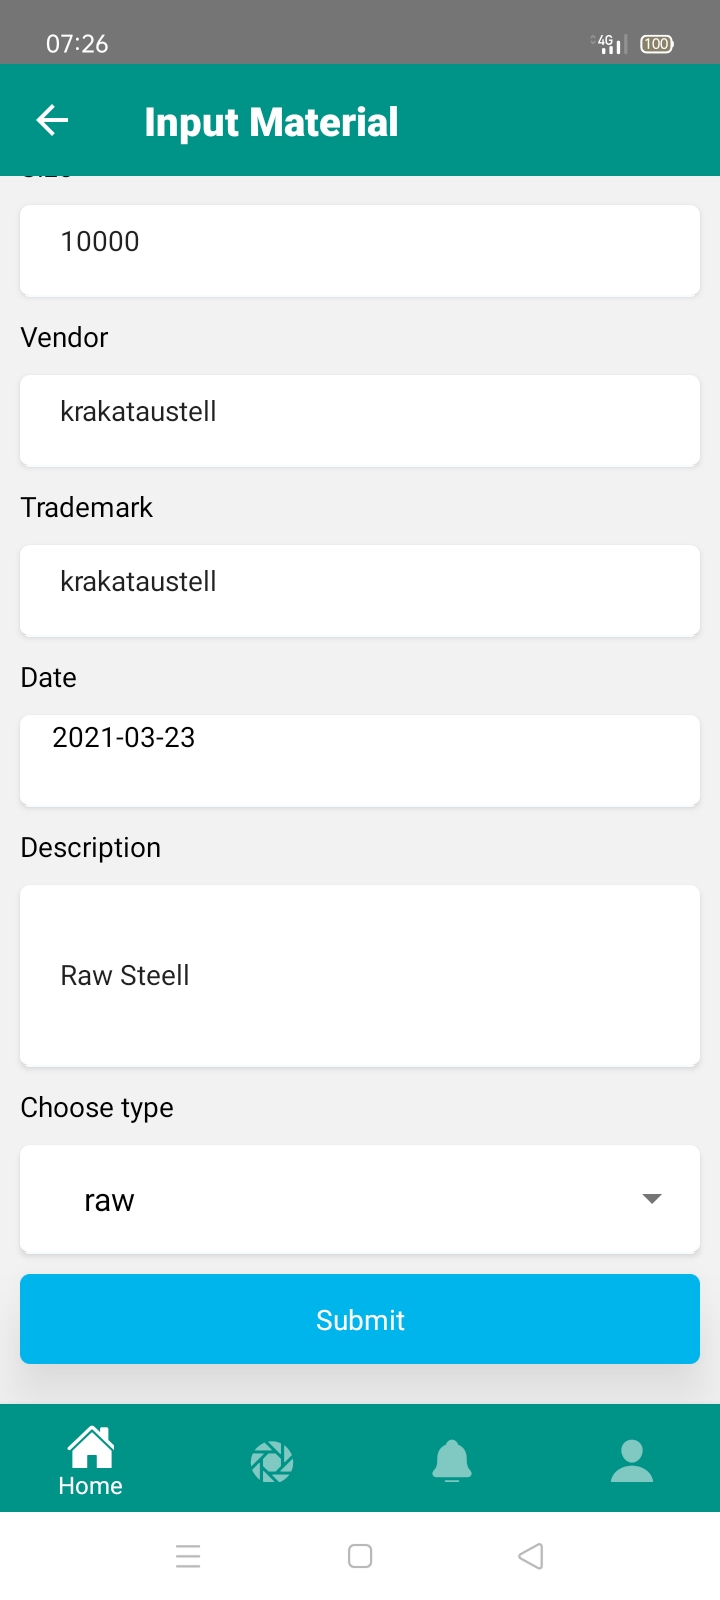 07:26
4G
100
Input Material
10000
Vendor
krakataustell
Trademark
krakataustell
Date
2021-03-23
Description
Raw Steell
Choose type
raw
Submit
Home